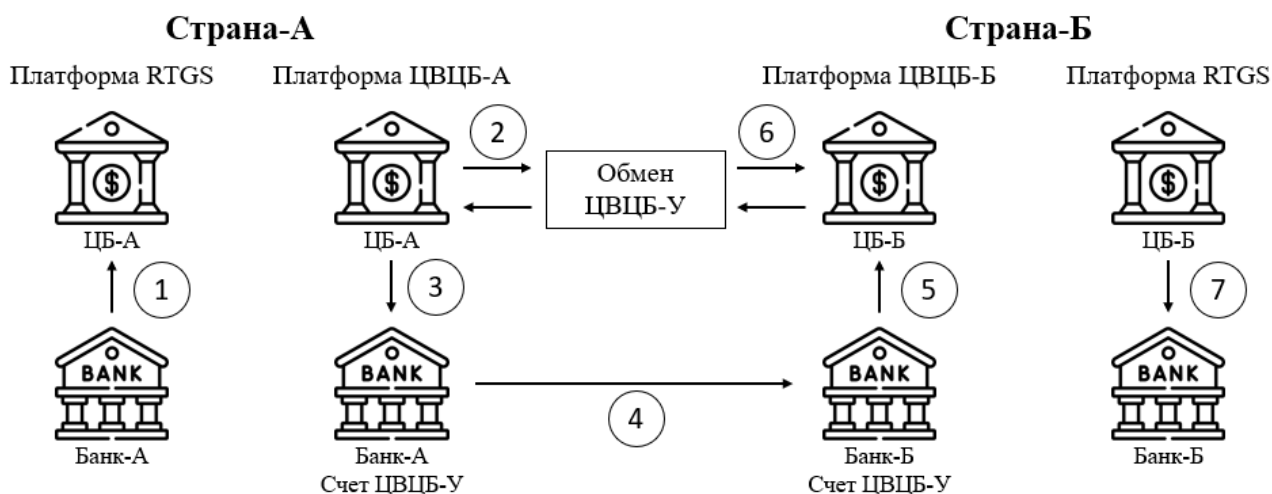 Страна-А
Страна-Б
Платформа RTGS
Платформа ЦВЦБ-А
Платформа ЦВЦБ-Б
Платформа RTGS
2
6
Обмен
ЦВЦБ-У
$
$
$
$
ЦБ-А
ЦБ-А
ЦБ-Б
ЦБ-Б
1
3
5
7
BANK
BANK
BANK
BANK
4
Банк-А
Банк-А
Банк-Б
Банк-Б
Счет ЦВЦБ-У
Счет ЦВЦБ-У